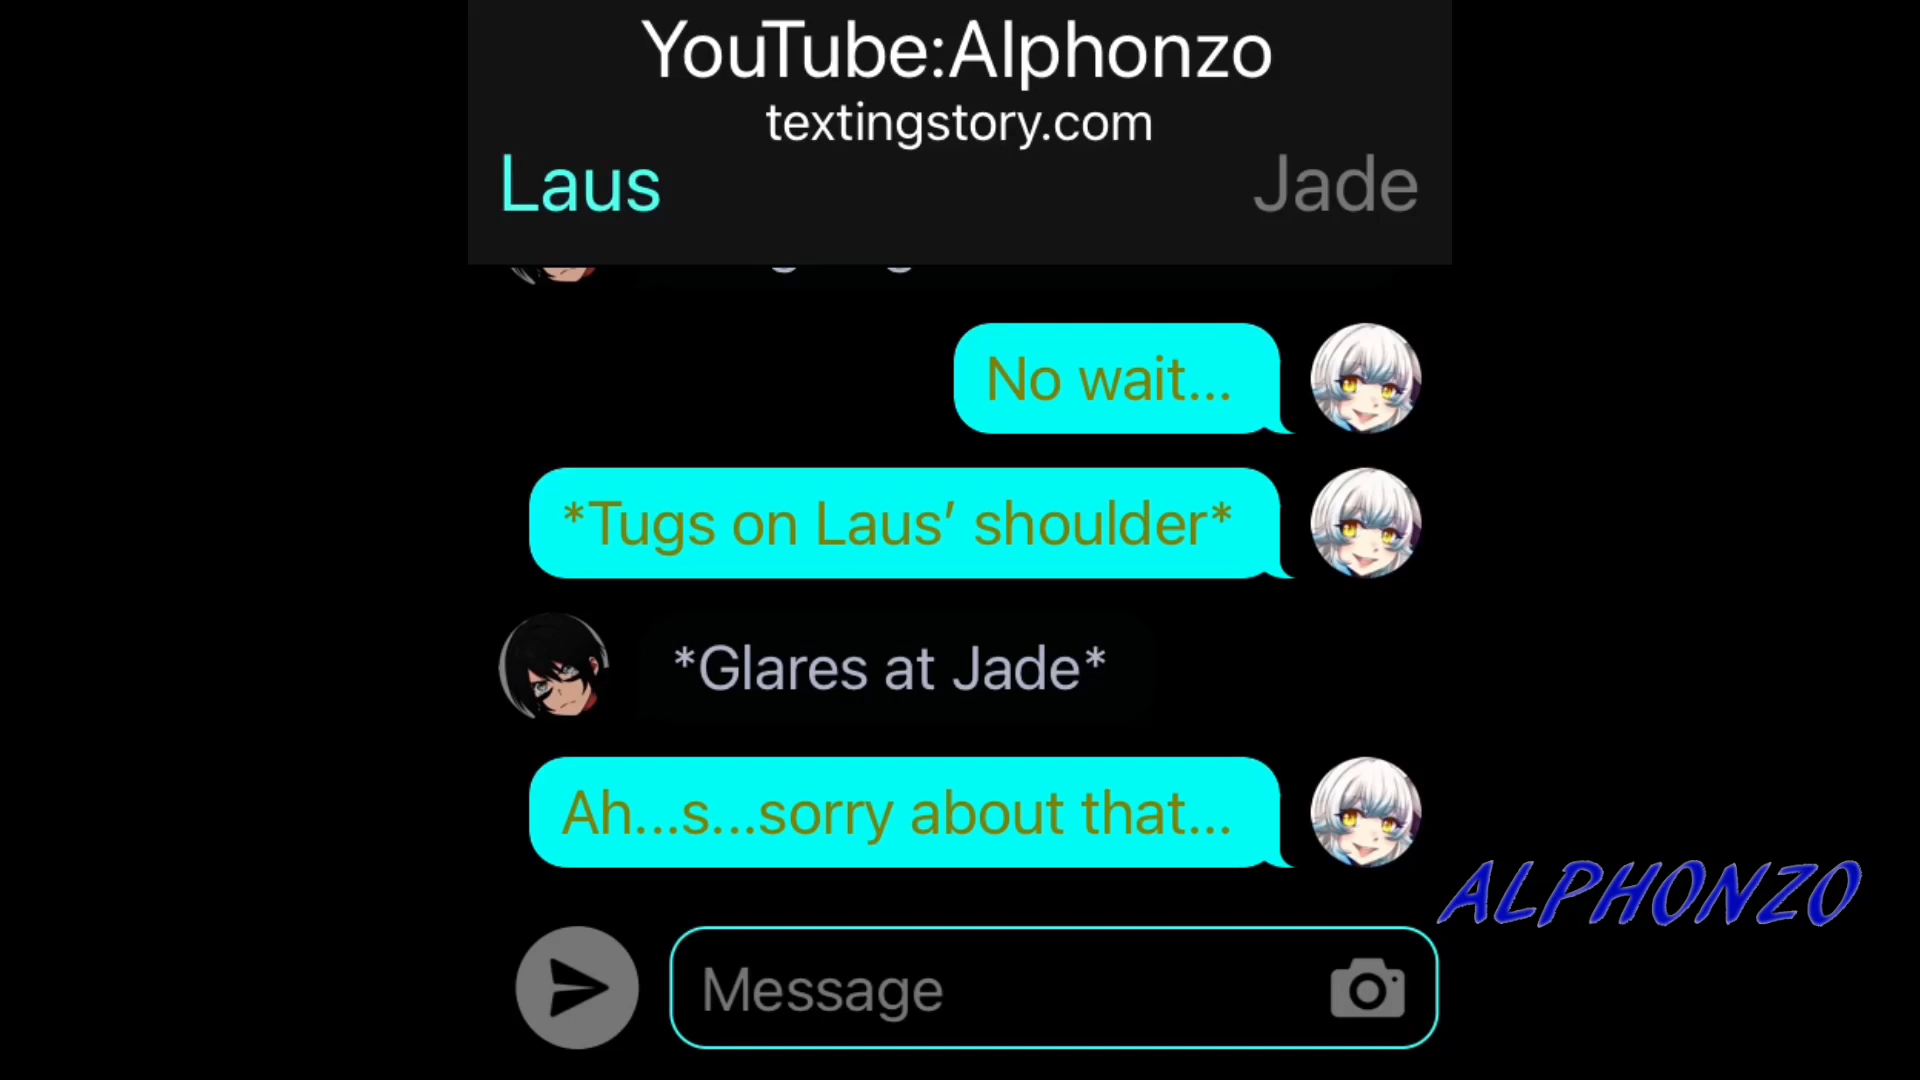 YouTube:Alphonzo
textingstory.com
Laus
Jade
No wait...
*Tugs on Laus’ shoulder*
*Glares at Jade*
Ah...s...sorry about that...
ALPHONZO
Message